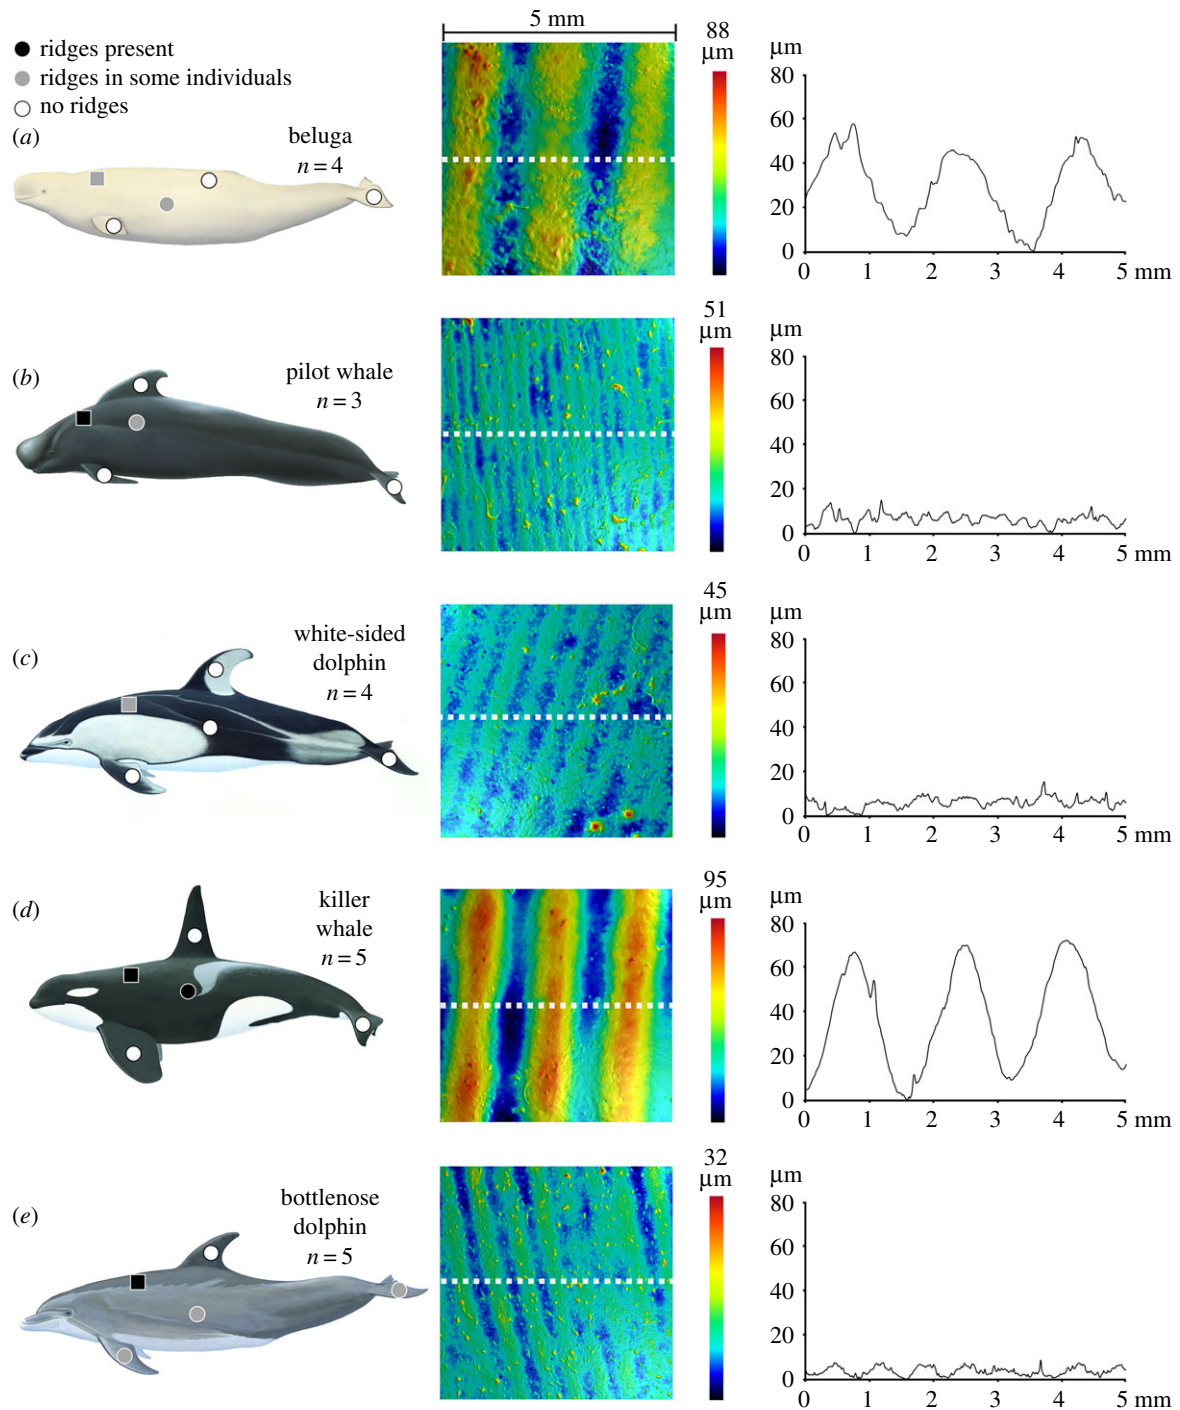 ridges present
ridges in some individuals
no ridges
5 mm
88
μm
(a)
beluga
n = 4
μm
80
60
40
20
0
0 1 2 3 4 5 mm
(b)
pilot whale
n = 3
51
μm
μm
80
60
40
20
0
0 1 2 3 4 5 mm
(c)
white-sided
dolphin
n = 4
45
μm
μm
80
60
40
20
0
0 1 2 3 4 5 mm
(d)
killer
whale
n = 5
95
μm
μm
80
60
40
20
0
0 1 2 3 4 5 mm
(e)
bottlenose
dolphin
n = 5
32
μm
μm
80
60
40
20
0
0 1 2 3 4 5 mm